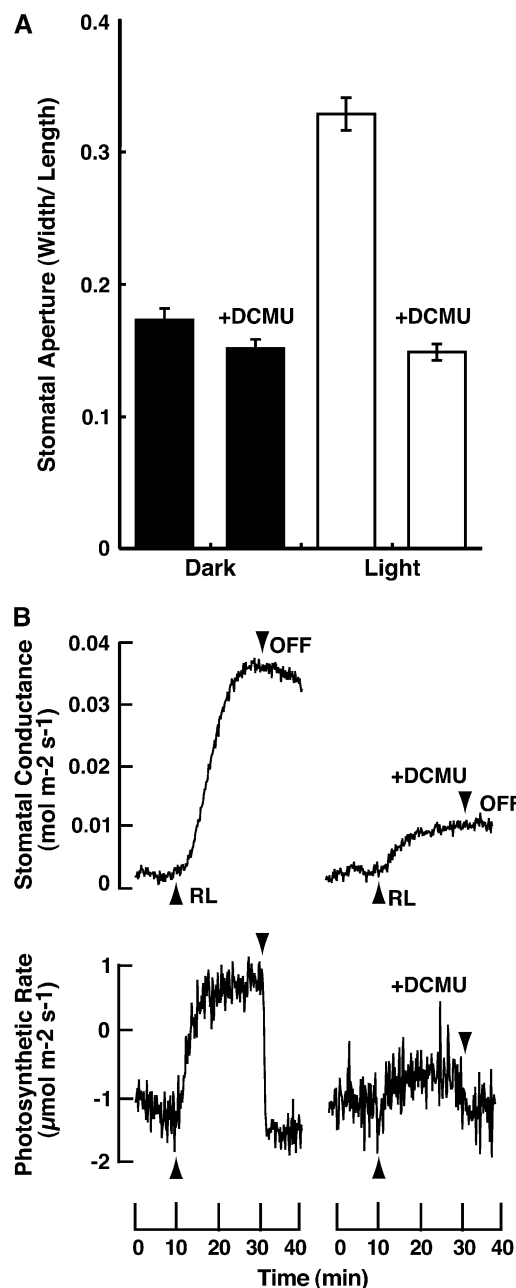 A
0.4
0.3
0.2
0.1
0
Stomatal Aperture (Width/ Length)
+DCMU
+DCMU
Dark
Light
B
0.04
0.03
0.02
0.01
0
Stomatal Conductance
(mol m-2 s-1)
OFF
RL
+DCMU
OFF
RL
1
0
-1
-2
Photosynthetic Rate
(µmol m-2 s-1)
+DCMU
0 10 20 30 40
0 10 20 30 40
Time (min)